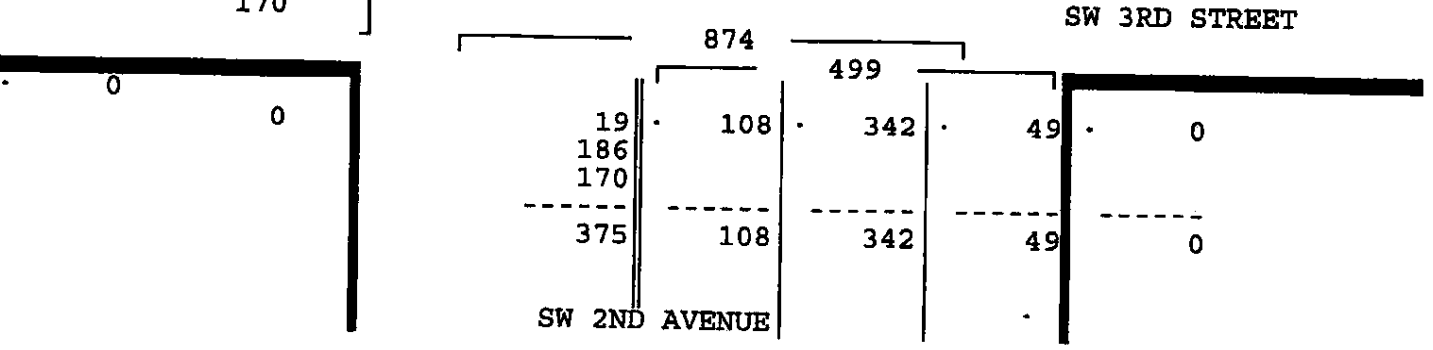 170
SW 3RD STREET
874
499
0
0
19 · 108 · 342 · 49 · 0
186
170
------ ------ ------ ------ ------
375 108 342 49 0
SW 2ND AVENUE